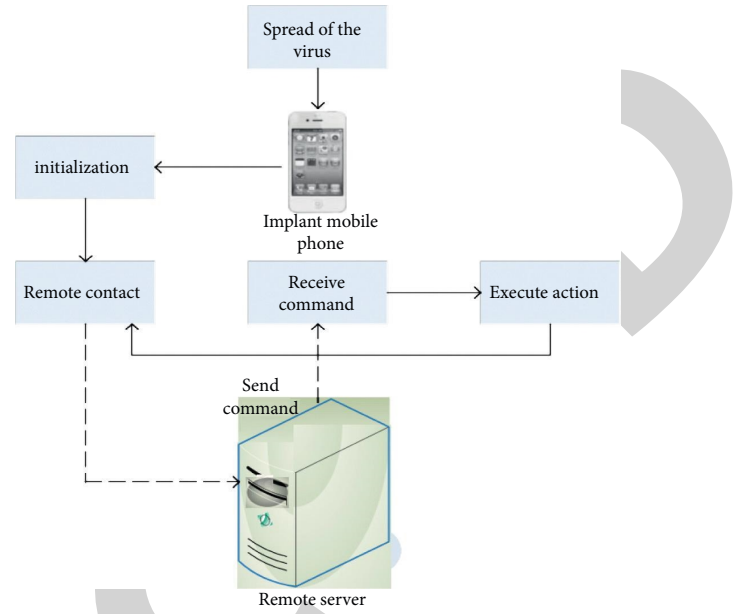 Spread of the
virus
initialization
Implant mobile
phone
Remote contact
Receive
command
Execute action
Send
command
Remote server